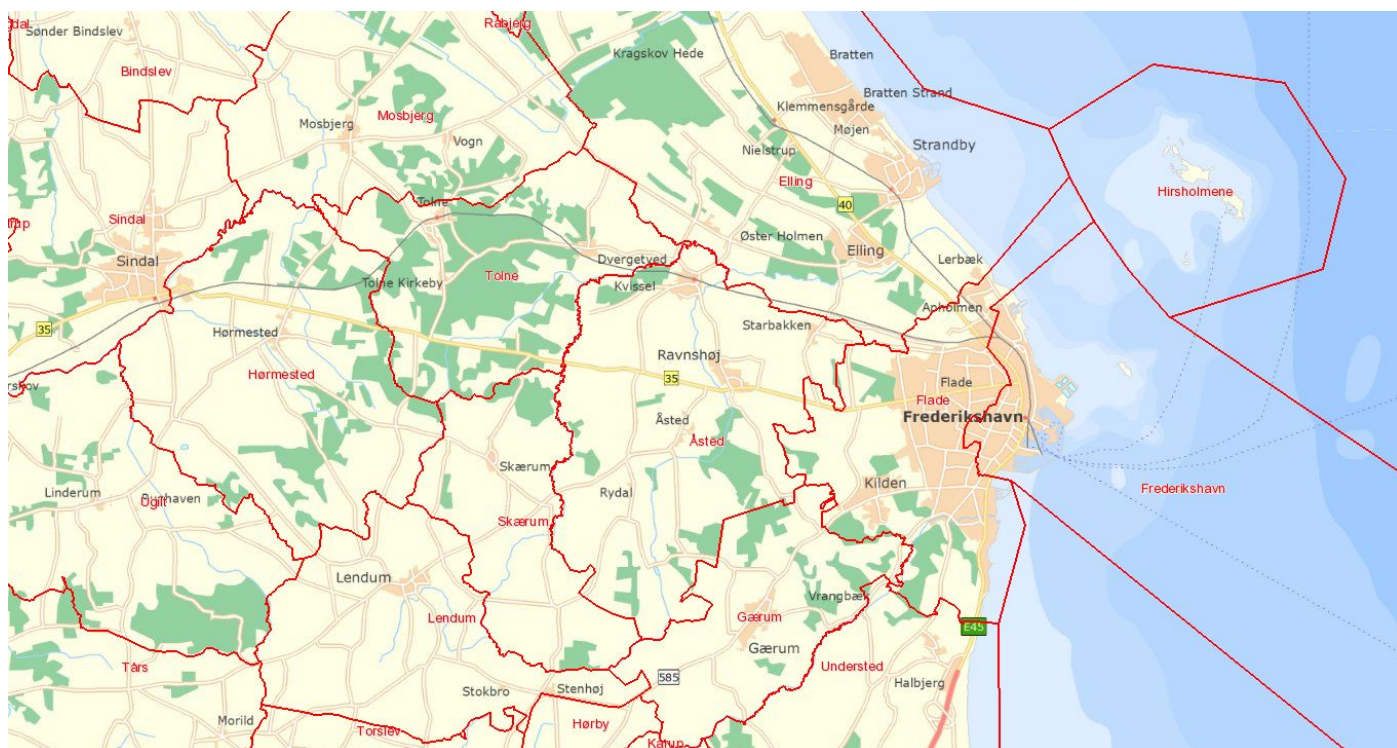 Råbjerg
Sønder Bindslev
Bindslev
Kragskov Hede
Bratten
Bratten Strand
Klemmensgårde
Mosbjerg
Mosbjerg
Møjen
Vogn
Nielstrup
Strandby
Elling
Hirsholmene
Sindal
Tolne
40
Øster Holmen
Elling
Sindal
Dvergetved
Lerbæk
Tolne Kirkeby
Tolne
Kvissel
Apholmen
35
Hørmested
Starbakken
Ravnshøj
Hørmested
35
Flade
Flade
Frederikshavn
Åsted
Åsted
Skærum
Linderum
Ugilt
Rydal
Kilden
Frederikshavn
Skærum
Lendum
Vrangbæk
Lendum
Gærum
E45
Gærum
Understed
Tårs
585
Halbjerg
Stokbro
Stenhøj
Morild
Hørby
Torslev
Karup